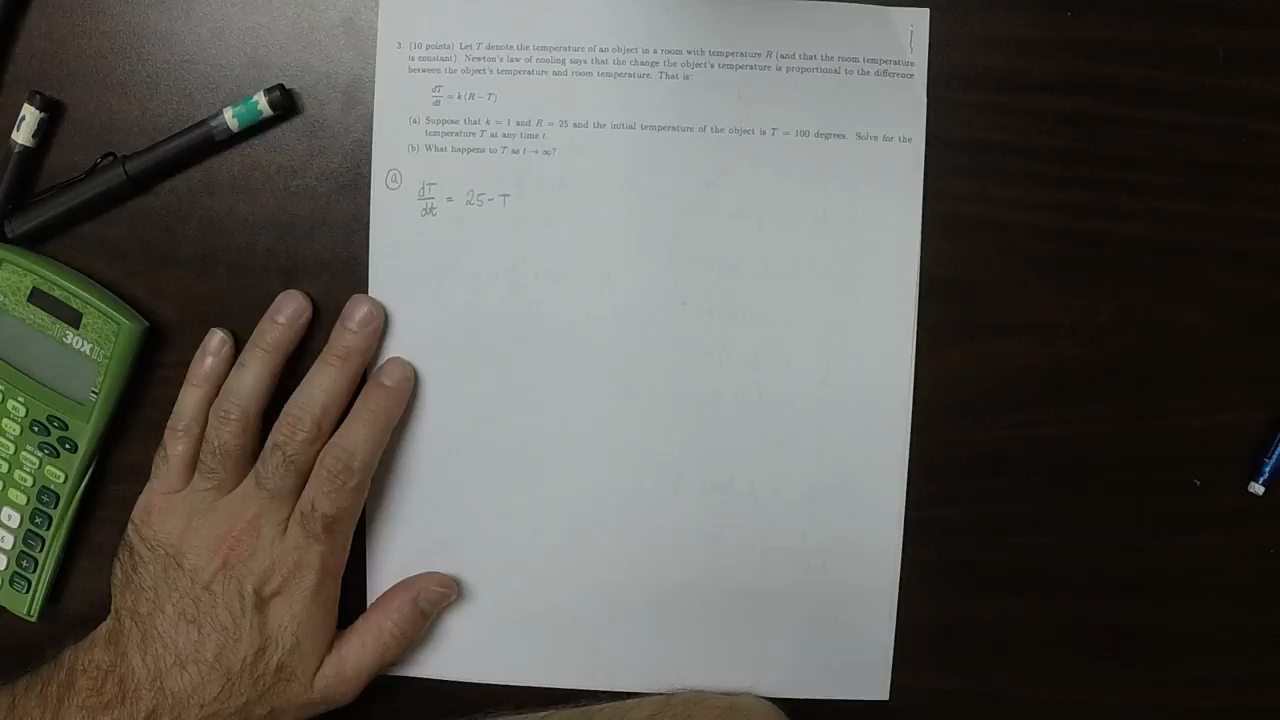 3. (10 points) Let T denote the temperature of an object in a room with temperature R (and that the room temperature
is constant). Newton's law of cooling says that the change the object's temperature is proportional to the difference
between the object's temperature and room temperature. That is:
dT/dt = k (R − T)
(a) Suppose that k = 1 and R = 25 and the initial temperature of the object is T = 100 degrees. Solve for the
temperature T at any time t.
(b) What happens to T as t → ∞?
ⓐ dT/dt = 25 - T
30X IIS